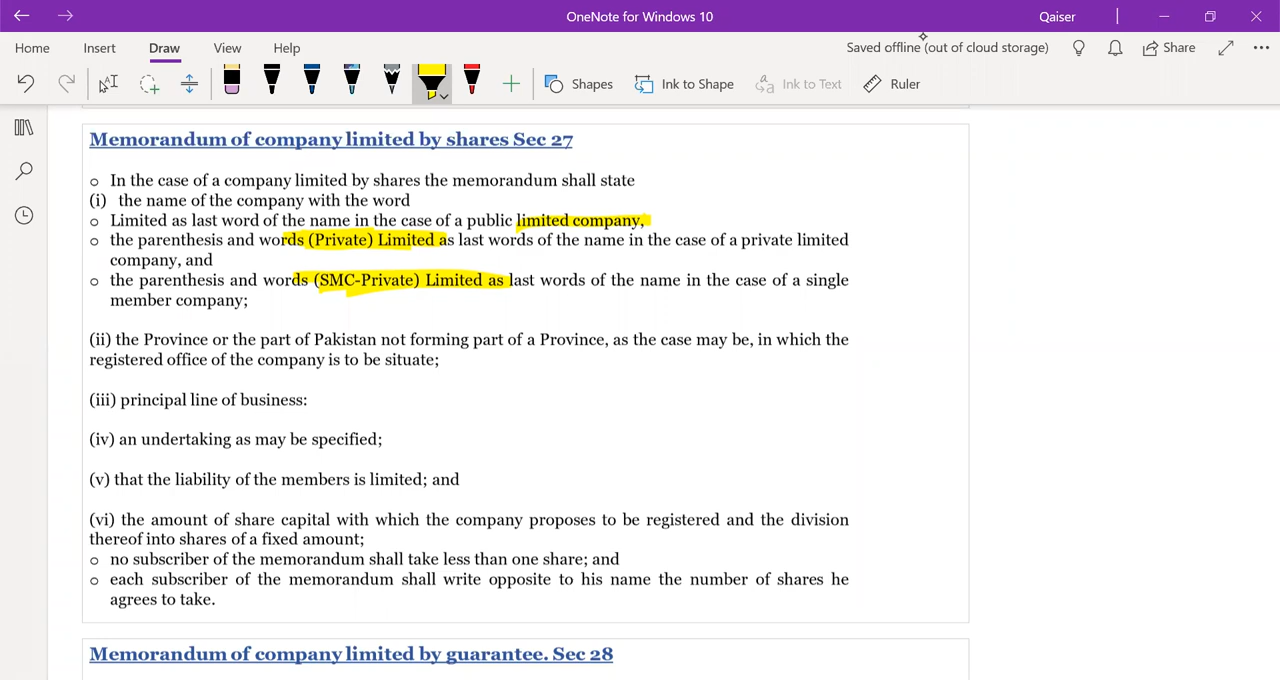 OneNote for Windows 10
Qaiser
Home Insert Draw View Help
Saved offline (out of cloud storage)
Share
Shapes
Ink to Shape
Ink to Text
Ruler
Memorandum of company limited by shares Sec 27
o In the case of a company limited by shares the memorandum shall state
(i) the name of the company with the word
o Limited as last word of the name in the case of a public limited company,
o the parenthesis and words (Private) Limited as last words of the name in the case of a private limited
company, and
o the parenthesis and words (SMC-Private) Limited as last words of the name in the case of a single
member company;
(ii) the Province or the part of Pakistan not forming part of a Province, as the case may be, in which the
registered office of the company is to be situate;
(iii) principal line of business:
(iv) an undertaking as may be specified;
(v) that the liability of the members is limited; and
(vi) the amount of share capital with which the company proposes to be registered and the division
thereof into shares of a fixed amount;
o no subscriber of the memorandum shall take less than one share; and
o each subscriber of the memorandum shall write opposite to his name the number of shares he
agrees to take.
Memorandum of company limited by guarantee. Sec 28